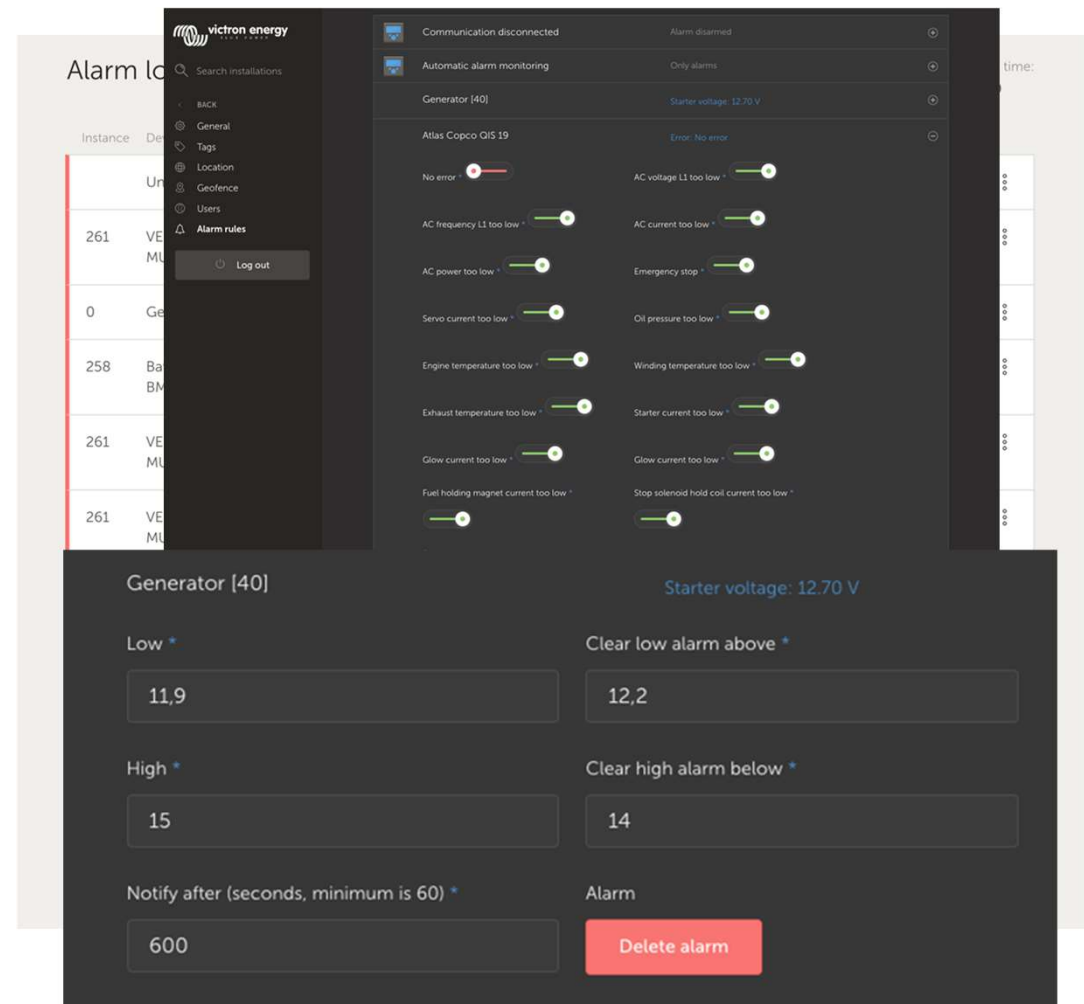 Alarm lo
time:
Instance
De
Un
261
VE
MU
0
Ge
258
Ba
BM
261
VE
MU
261
VE
MU
victron energy
BLUE POWER
Search installations
BACK
General
Tags
Location
Geofence
Users
Alarm rules
Log out
Communication disconnected Alarm disarmed
Automatic alarm monitoring Only alarms
Generator [40] Starter voltage: 12.70 V
Atlas Copco QIS 19 Error: No error
No error * AC voltage L1 too low *
AC frequency L1 too low * AC current too low *
AC power too low * Emergency stop *
Servo current too low * Oil pressure too low *
Engine temperature too low * Winding temperature too low *
Exhaust temperature too low * Starter current too low *
Glow current too low * Glow current too low *
Fuel holding magnet current too low * Stop solenoid hold coil current too low *
Generator [40] Starter voltage: 12.70 V
Low * Clear low alarm above *
11,9 12,2
High * Clear high alarm below *
15 14
Notify after (seconds, minimum is 60) * Alarm
600 Delete alarm